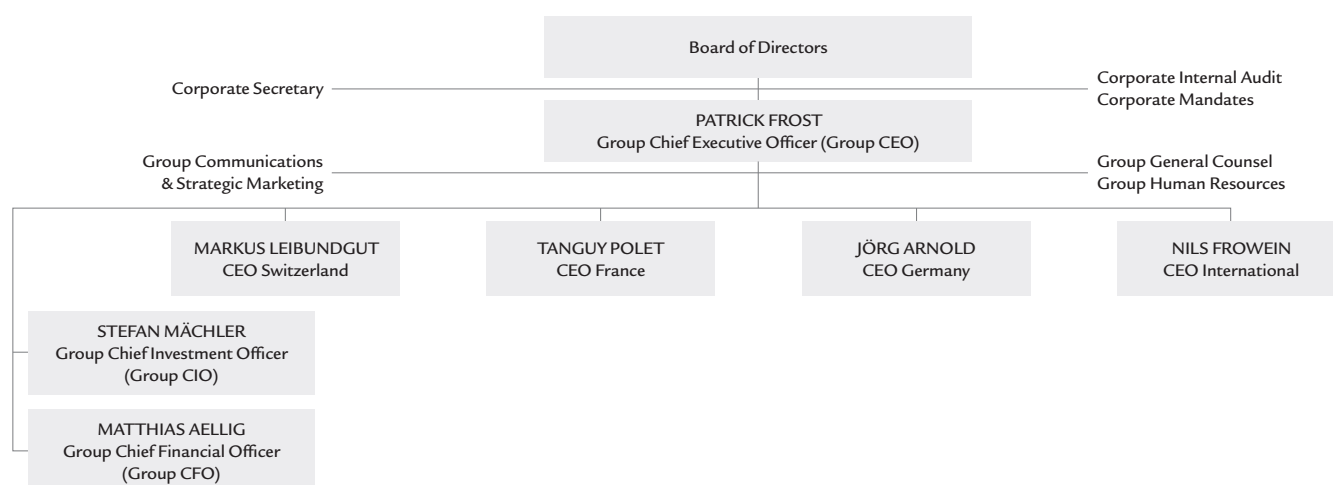 Board of Directors
Corporate Secretary
Corporate Internal Audit
Corporate Mandates
PATRICK FROST
Group Chief Executive Officer (Group CEO)
Group Communications
& Strategic Marketing
Group General Counsel
Group Human Resources
MARKUS LEIBUNDGUT
CEO Switzerland
TANGUY POLET
CEO France
JÖRG ARNOLD
CEO Germany
NILS FROWEIN
CEO International
STEFAN MÄCHLER
Group Chief Investment Officer
(Group CIO)
MATTHIAS AELLIG
Group Chief Financial Officer
(Group CFO)